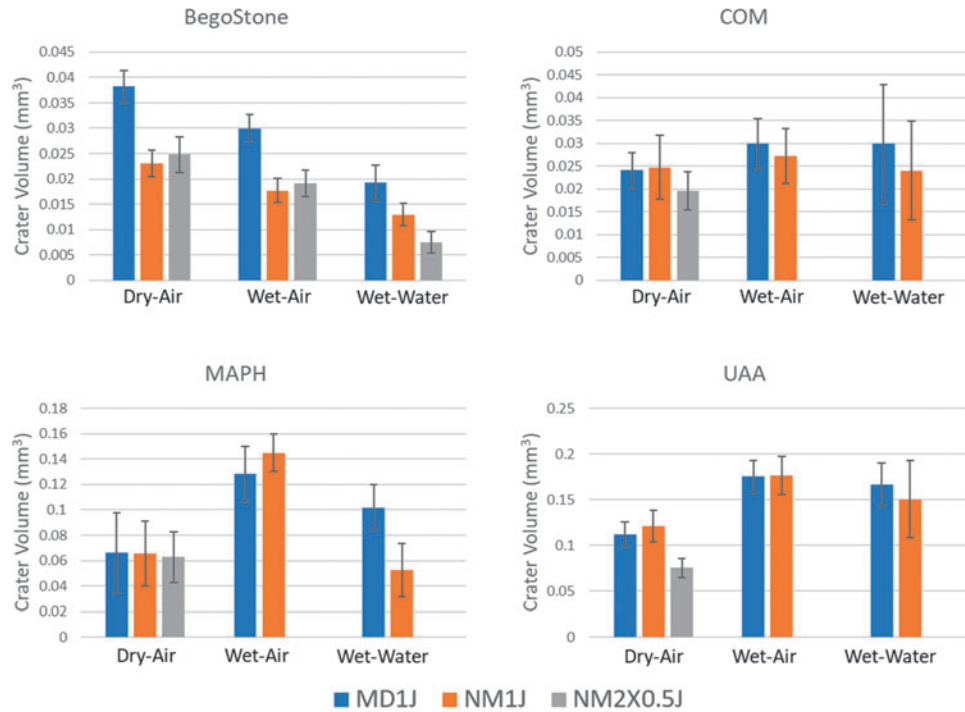 BegoStone
Crater Volume (mm³)
0.045
0.04
0.035
0.03
0.025
0.02
0.015
0.01
0.005
0
Dry-Air Wet-Air Wet-Water
COM
Crater Volume (mm³)
0.05
0.045
0.04
0.035
0.03
0.025
0.02
0.015
0.01
0.005
0
Dry-Air Wet-Air Wet-Water
MAPH
Crater Volume (mm³)
0.18
0.16
0.14
0.12
0.1
0.08
0.06
0.04
0.02
0
Dry-Air Wet-Air Wet-Water
UAA
Crater Volume (mm³)
0.25
0.2
0.15
0.1
0.05
0
Dry-Air Wet-Air Wet-Water
MD1J NM1J NM2X0.5J